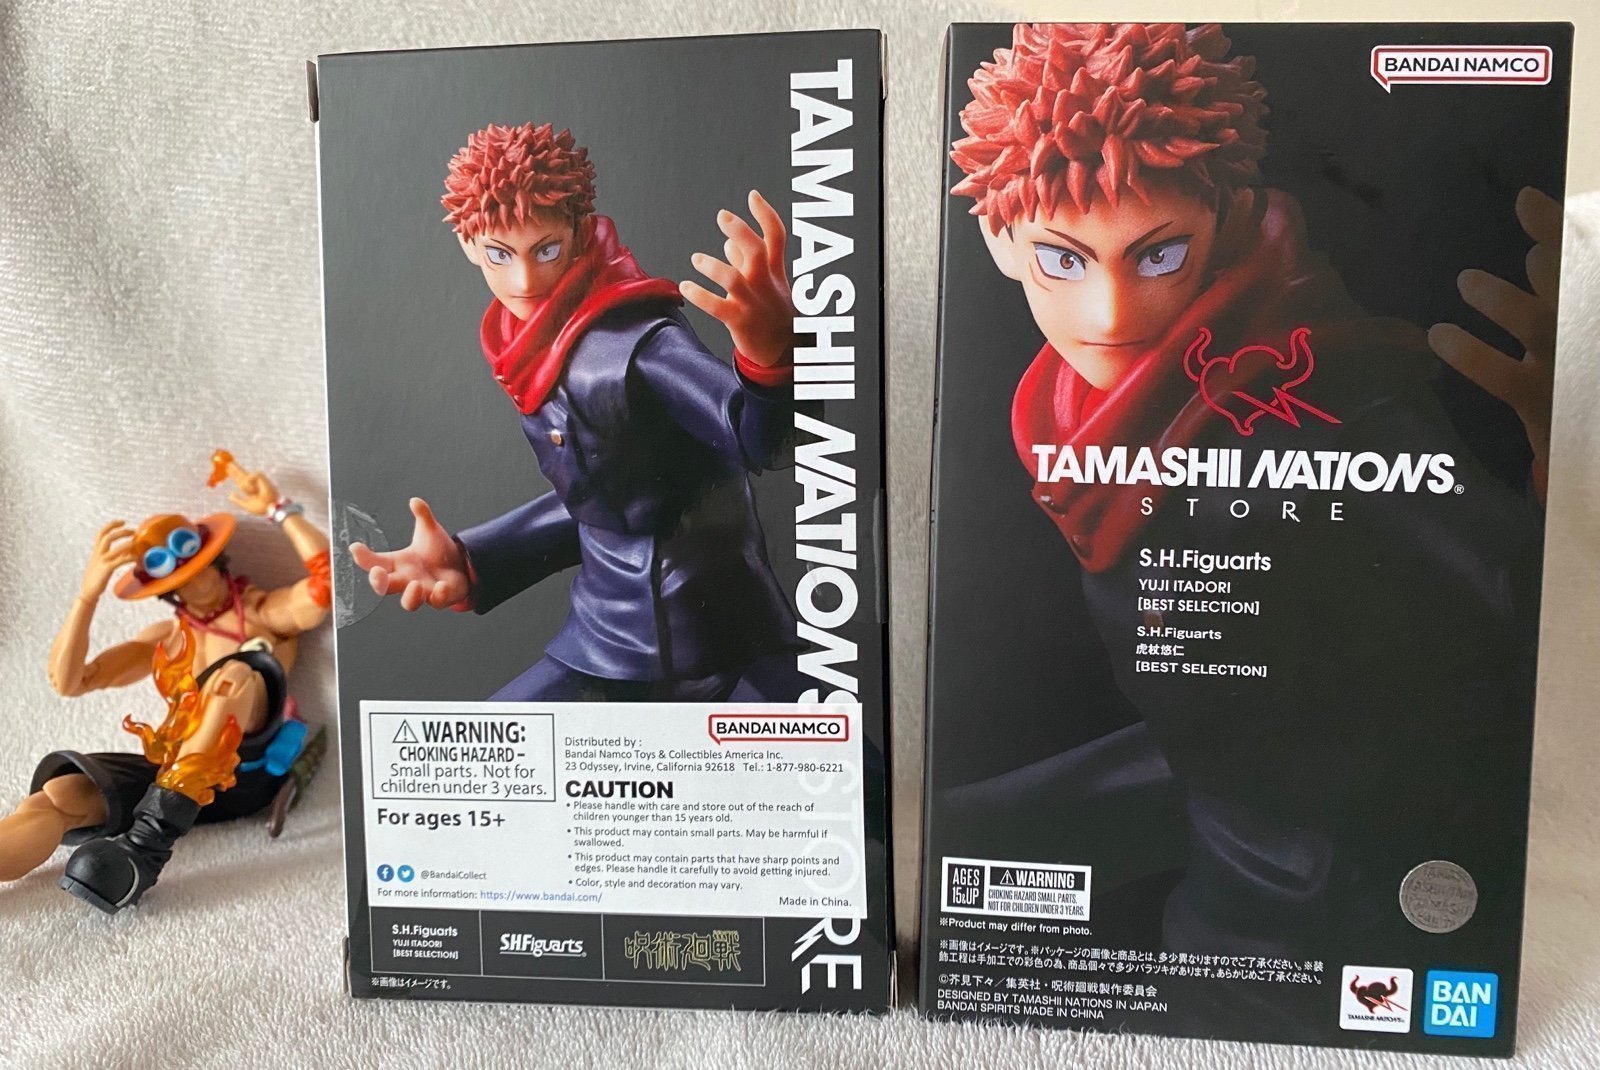 TAMASHII NATIONS
STORE
⚠WARNING:
CHOKING HAZARD –
Small parts. Not for
children under 3 years.
For ages 15+
@BandaiCollect
For more information: https://www.bandai.com/
BANDAI NAMCO
Distributed by :
Bandai Namco Toys & Collectibles America Inc.
23 Odyssey, Irvine, California 92618 Tel.: 1-877-980-6221
CAUTION
• Please handle with care and store out of the reach of
children younger than 15 years old.
• This product may contain small parts. May be harmful if
swallowed.
• This product may contain parts that have sharp points and
edges. Please handle it carefully to avoid getting injured.
• Color, style and decoration may vary.
Made in China.
S.H.Figuarts
YUJI ITADORI
[BEST SELECTION]
S.H.Figuarts
呪術廻戦
※画像はイメージです。
BANDAI NAMCO
TAMASHII NATIONS®
STORE
S.H.Figuarts
YUJI ITADORI
[BEST SELECTION]
S.H.Figuarts
虎杖悠仁
[BEST SELECTION]
AGES
15&UP
⚠WARNING
CHOKING HAZARD SMALL PARTS.
NOT FOR CHILDREN UNDER 3 YEARS.
※Product may differ from photo.
※画像はイメージです。※パッケージの画像と商品とは、多少異なりますのでご了承ください。※装
飾工程は手加工での彩色の為、商品個々で多少バラツキがあります。あらかじめご了承ください。
©芥見下々／集英社・呪術廻戦製作委員会
DESIGNED BY TAMASHII NATIONS IN JAPAN
BANDAI SPIRITS MADE IN CHINA
TAMASHII NATIONS
BAN
DAI